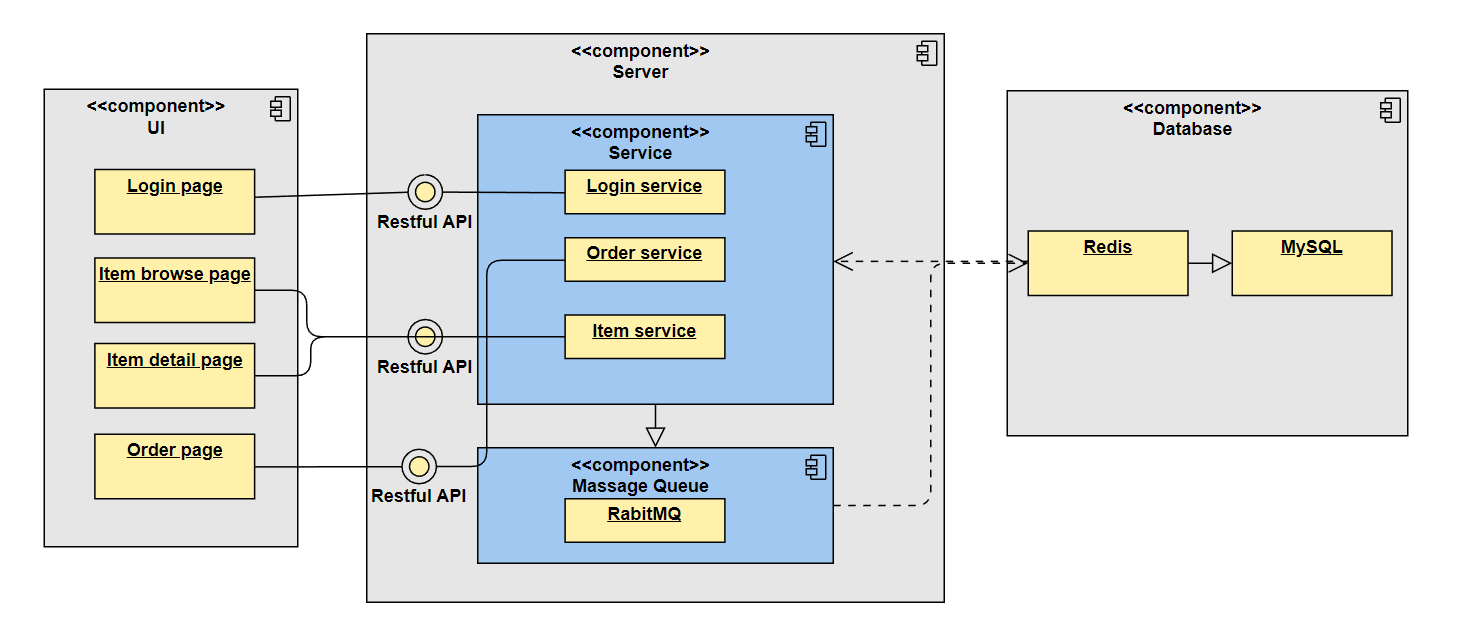 <<component>>
UI
Login page
Item browse page
Item detail page
Order page
<<component>>
Server
Restful API
Restful API
Restful API
<<component>>
Service
Login service
Order service
Item service
<<component>>
Massage Queue
RabitMQ
<<component>>
Database
Redis
MySQL